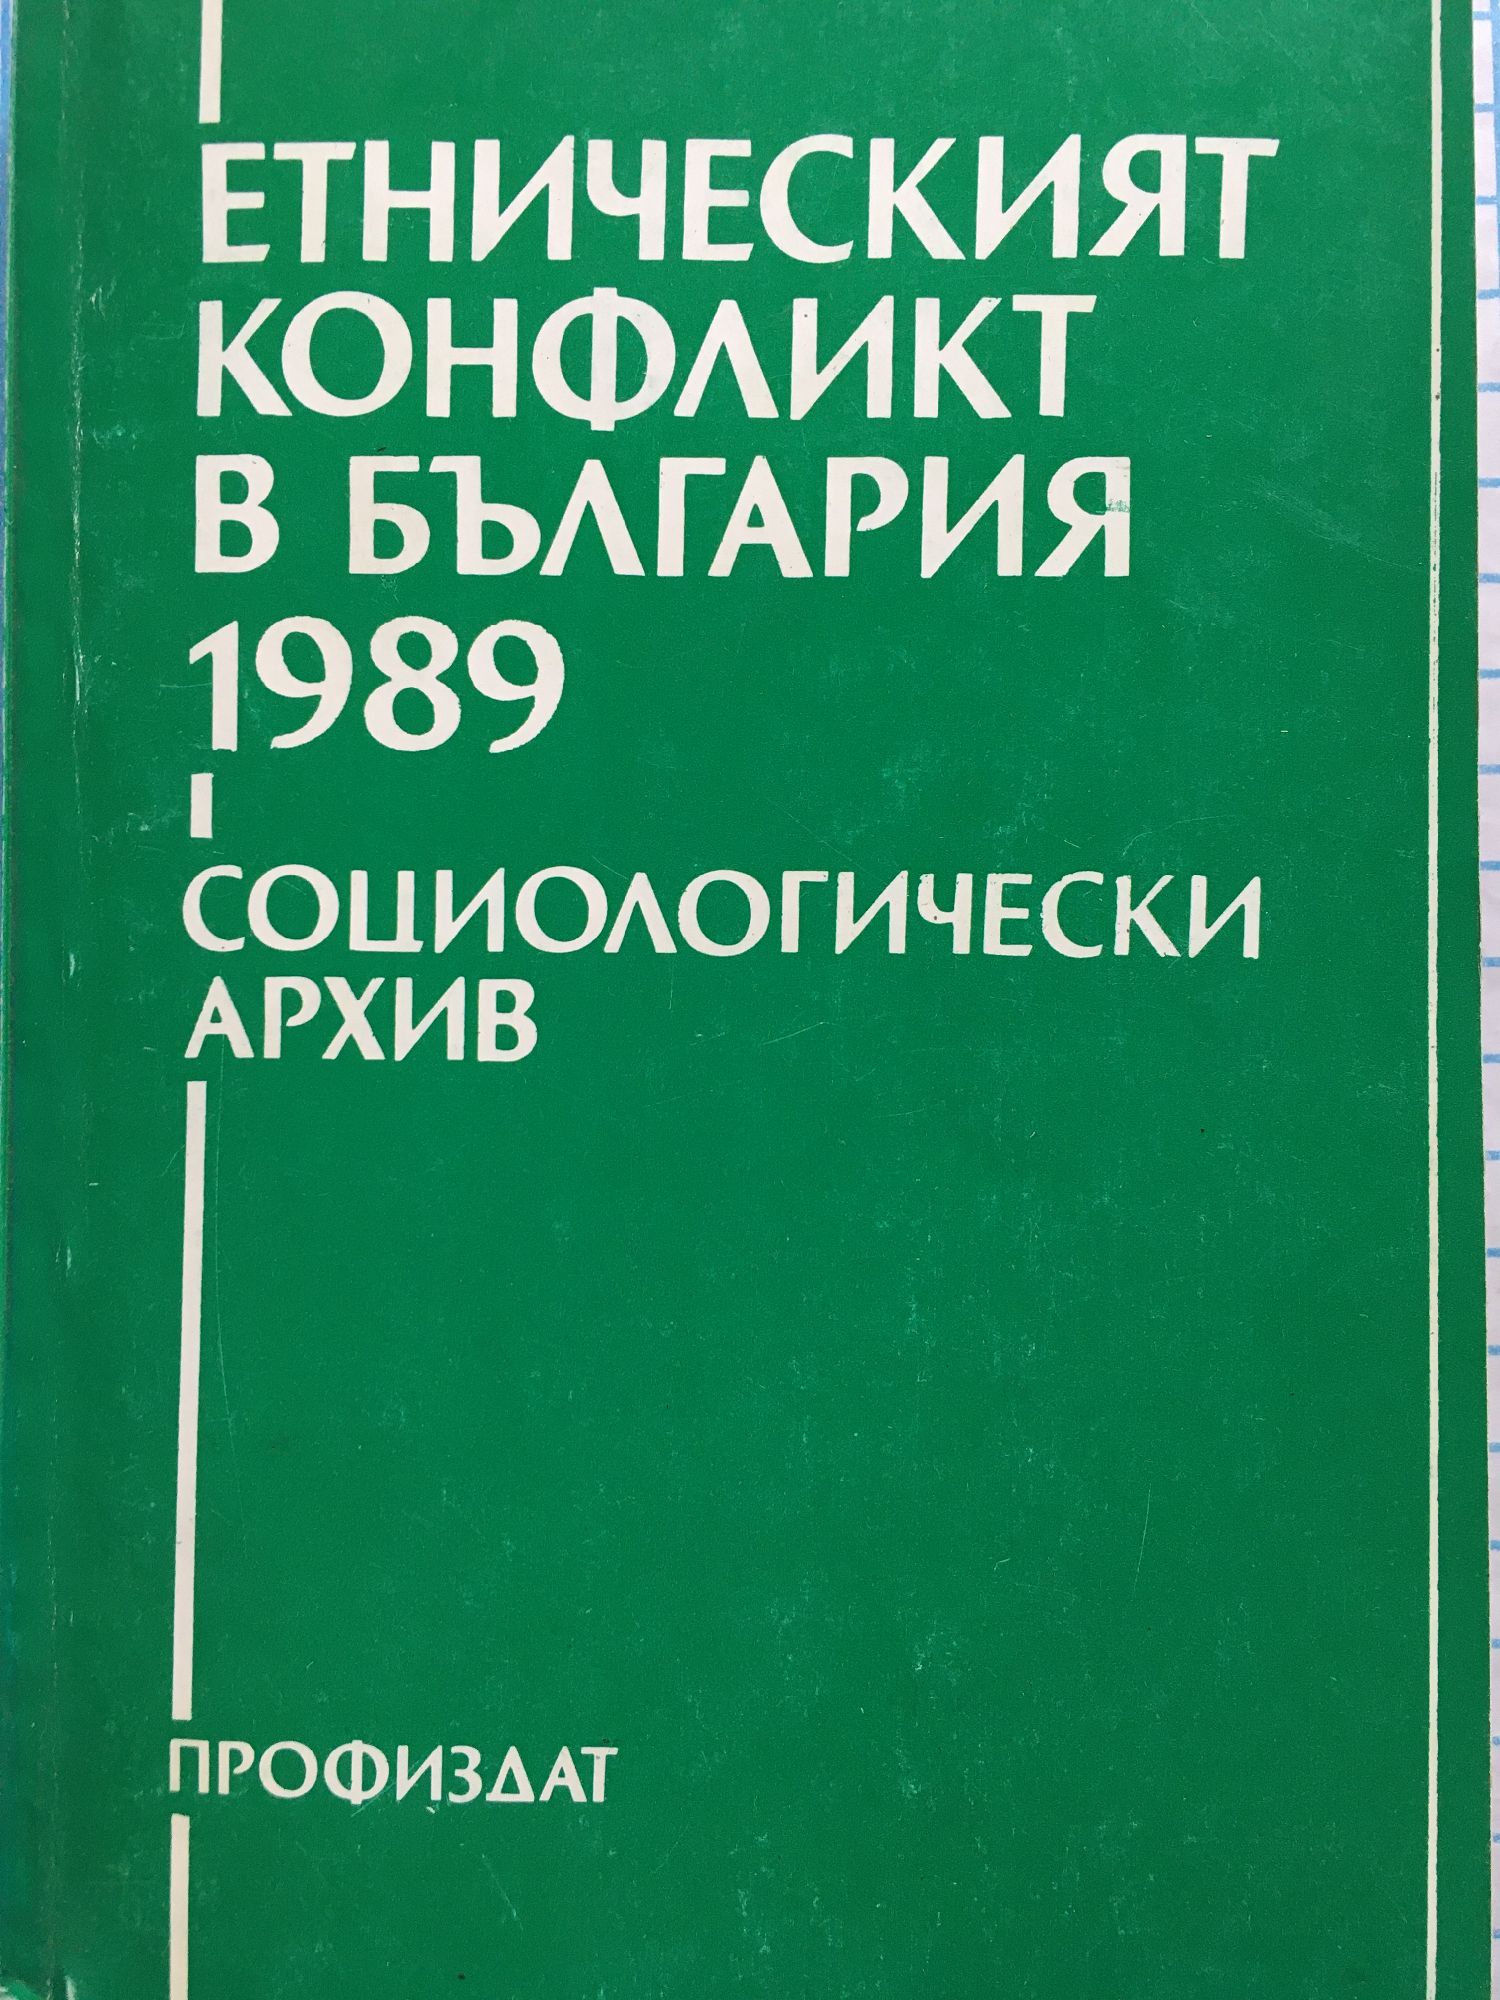 ЕТНИЧЕСКИЯТ
КОНФЛИКТ
В БЪЛГАРИЯ
1989
СОЦИОЛОГИЧЕСКИ
АРХИВ
ПРОФИЗДАТ